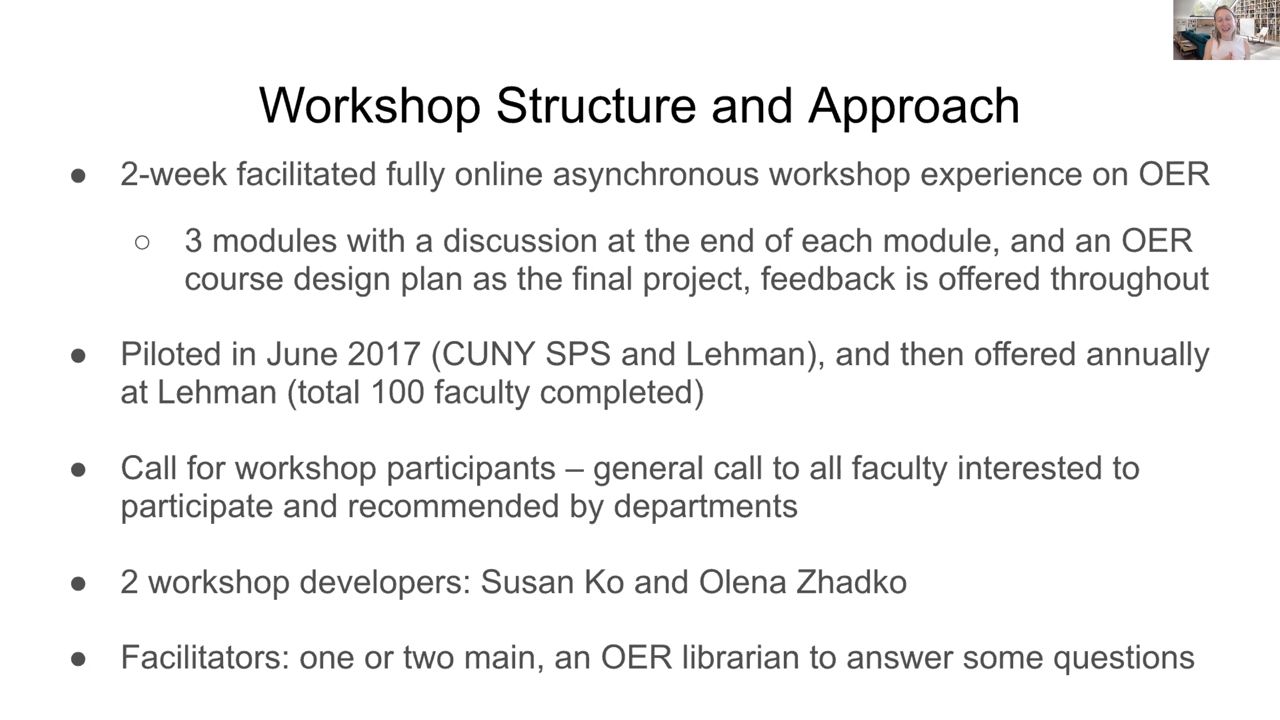 Workshop Structure and Approach
● 2-week facilitated fully online asynchronous workshop experience on OER
○ 3 modules with a discussion at the end of each module, and an OER
course design plan as the final project, feedback is offered throughout
● Piloted in June 2017 (CUNY SPS and Lehman), and then offered annually
at Lehman (total 100 faculty completed)
● Call for workshop participants – general call to all faculty interested to
participate and recommended by departments
● 2 workshop developers: Susan Ko and Olena Zhadko
● Facilitators: one or two main, an OER librarian to answer some questions